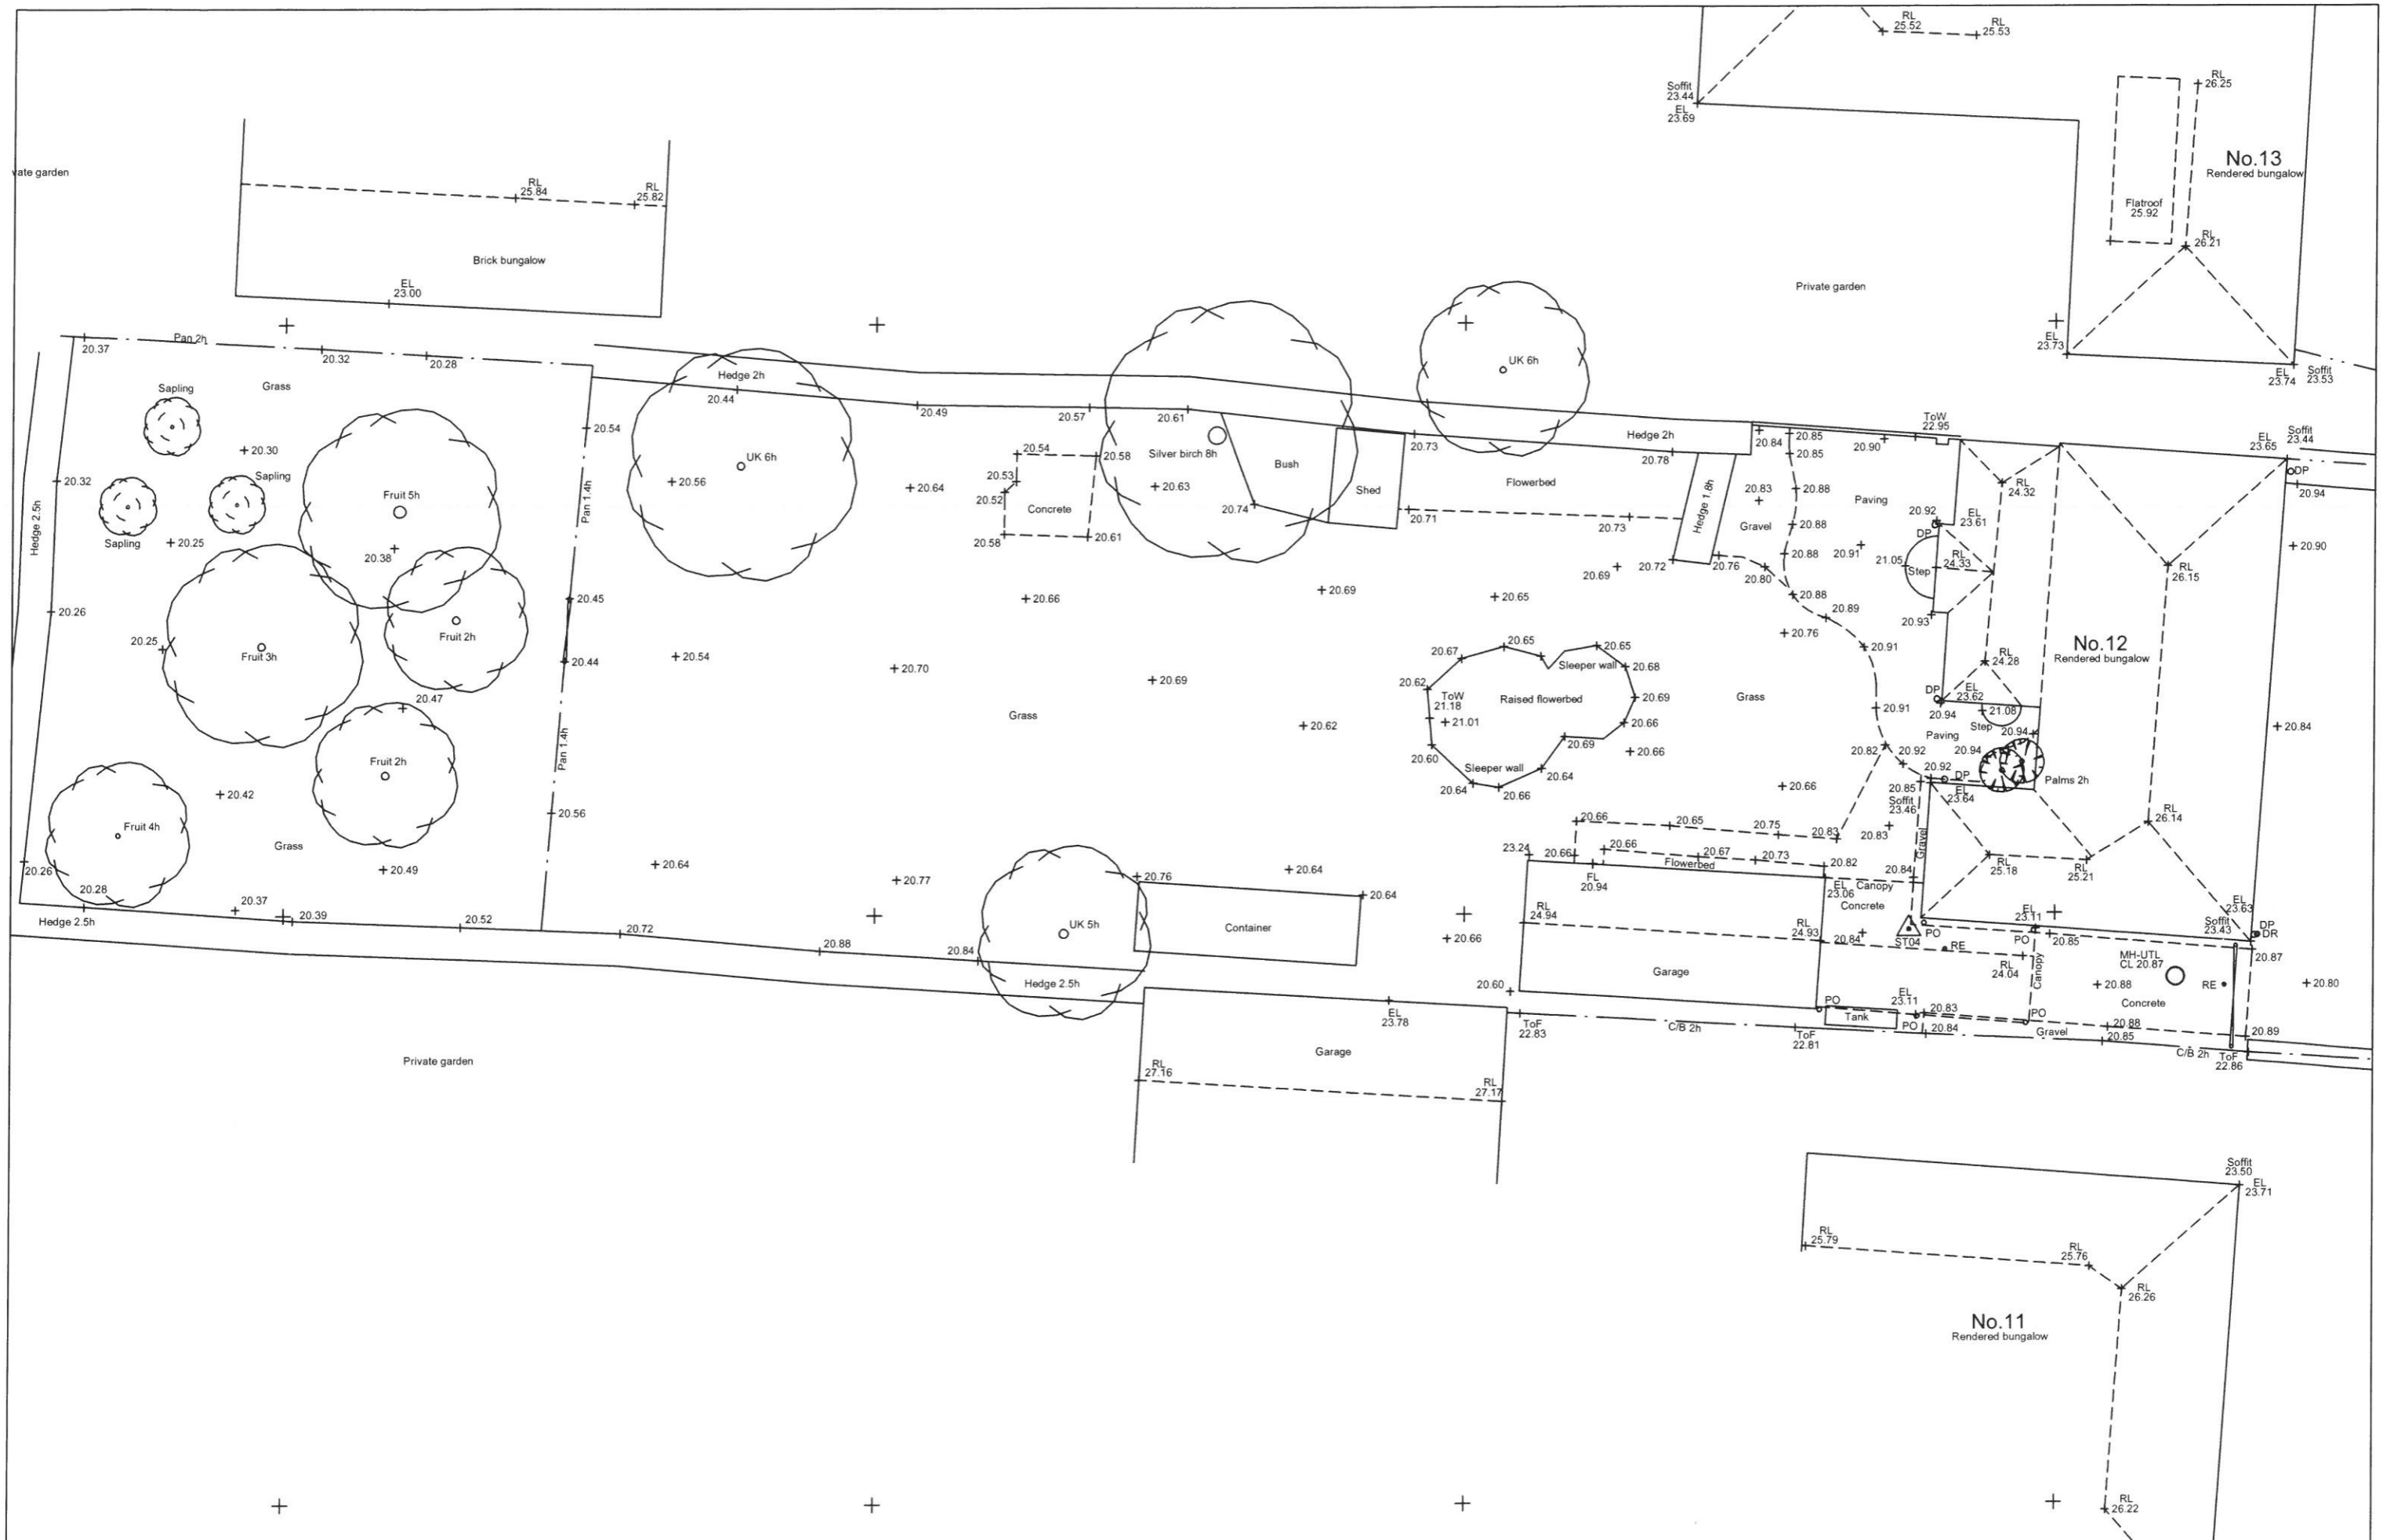 RL
25.52
RL
25.53
RL
26.25
Soffit
23.44
EL
23.69
No.13
Rendered bungalow
Flatroof
25.92
RL
26.21
vate garden
RL
25.84
RL
25.82
Brick bungalow
EL
23.00
Private garden
EL
23.73
EL
23.74
Soffit
23.53
20.37
Pan 2h
20.32
20.28
Hedge 2h
20.44
20.49
20.57
20.61
UK 6h
Sapling
Grass
20.54
20.73
Hedge 2h
20.78
ToW
22.95
20.84
20.85
20.85
20.90
EL
23.65
Soffit
23.44
DP
20.94
20.30
Sapling
20.32
Fruit 5h
Pan 1.4h
UK 6h
20.56
20.64
20.54
20.53
20.52
20.58
Concrete
20.58
20.61
Silver birch 8h
20.63
Bush
20.74
Shed
Flowerbed
20.71
20.73
Hedge 1.8h
20.83
Gravel
20.88
20.88
20.88
Paving
20.91
RL
24.32
20.92
EL
23.61
DP
21.05
Step
RL
24.33
RL
26.15
20.90
Hedge 2.5h
Sapling
20.25
20.38
20.26
20.45
20.66
20.69
20.69
20.65
20.72
20.76
20.80
20.88
20.89
20.93
20.25
Fruit 3h
Fruit 2h
20.44
20.54
20.70
20.69
20.67
20.65
20.65
Sleeper wall
20.68
20.76
20.91
RL
24.28
No.12
Rendered bungalow
20.62
ToW
21.18
21.01
Raised flowerbed
20.69
20.66
20.66
Grass
20.91
DP
EL
23.62
20.94
21.08
Step
20.84
20.47
Grass
20.62
Pan 1.4h
Fruit 2h
20.60
Sleeper wall
20.69
20.64
20.64
20.66
20.82
20.92
Paving
20.94
20.94
Palms 2h
20.42
20.56
20.66
20.92
DP
20.85
EL
23.64
Soffit
23.46
Fruit 4h
Grass
20.66
20.65
20.75
20.83
20.83
Gravel
RL
26.14
20.26
20.28
20.49
20.64
20.77
20.76
20.64
20.64
23.24
20.66
20.66
20.67
20.73
Flowerbed
20.82
20.84
RL
25.18
RL
25.21
FL
20.94
EL
23.06
Canopy
Concrete
Hedge 2.5h
20.37
20.39
20.52
20.72
20.88
20.84
UK 5h
Container
20.66
RL
24.94
RL
24.93
20.84
ST04
PO
RE
EL
23.11
PO
20.85
EL
23.63
Soffit
23.43
DP
DR
20.87
Hedge 2.5h
20.60
Garage
RL
24.04
Canopy
MH-UTL
CL 20.87
20.88
Concrete
RE
20.80
EL
23.78
ToF
22.83
C/B 2h
PO
Tank
EL
23.11
PO
20.83
20.84
PO
Gravel
20.88
20.85
20.89
ToF
22.81
C/B 2h
ToF
22.86
Private garden
RL
27.16
Garage
RL
27.17
Soffit
23.50
EL
23.71
RL
25.79
RL
25.76
RL
26.26
No.11
Rendered bungalow
RL
26.22